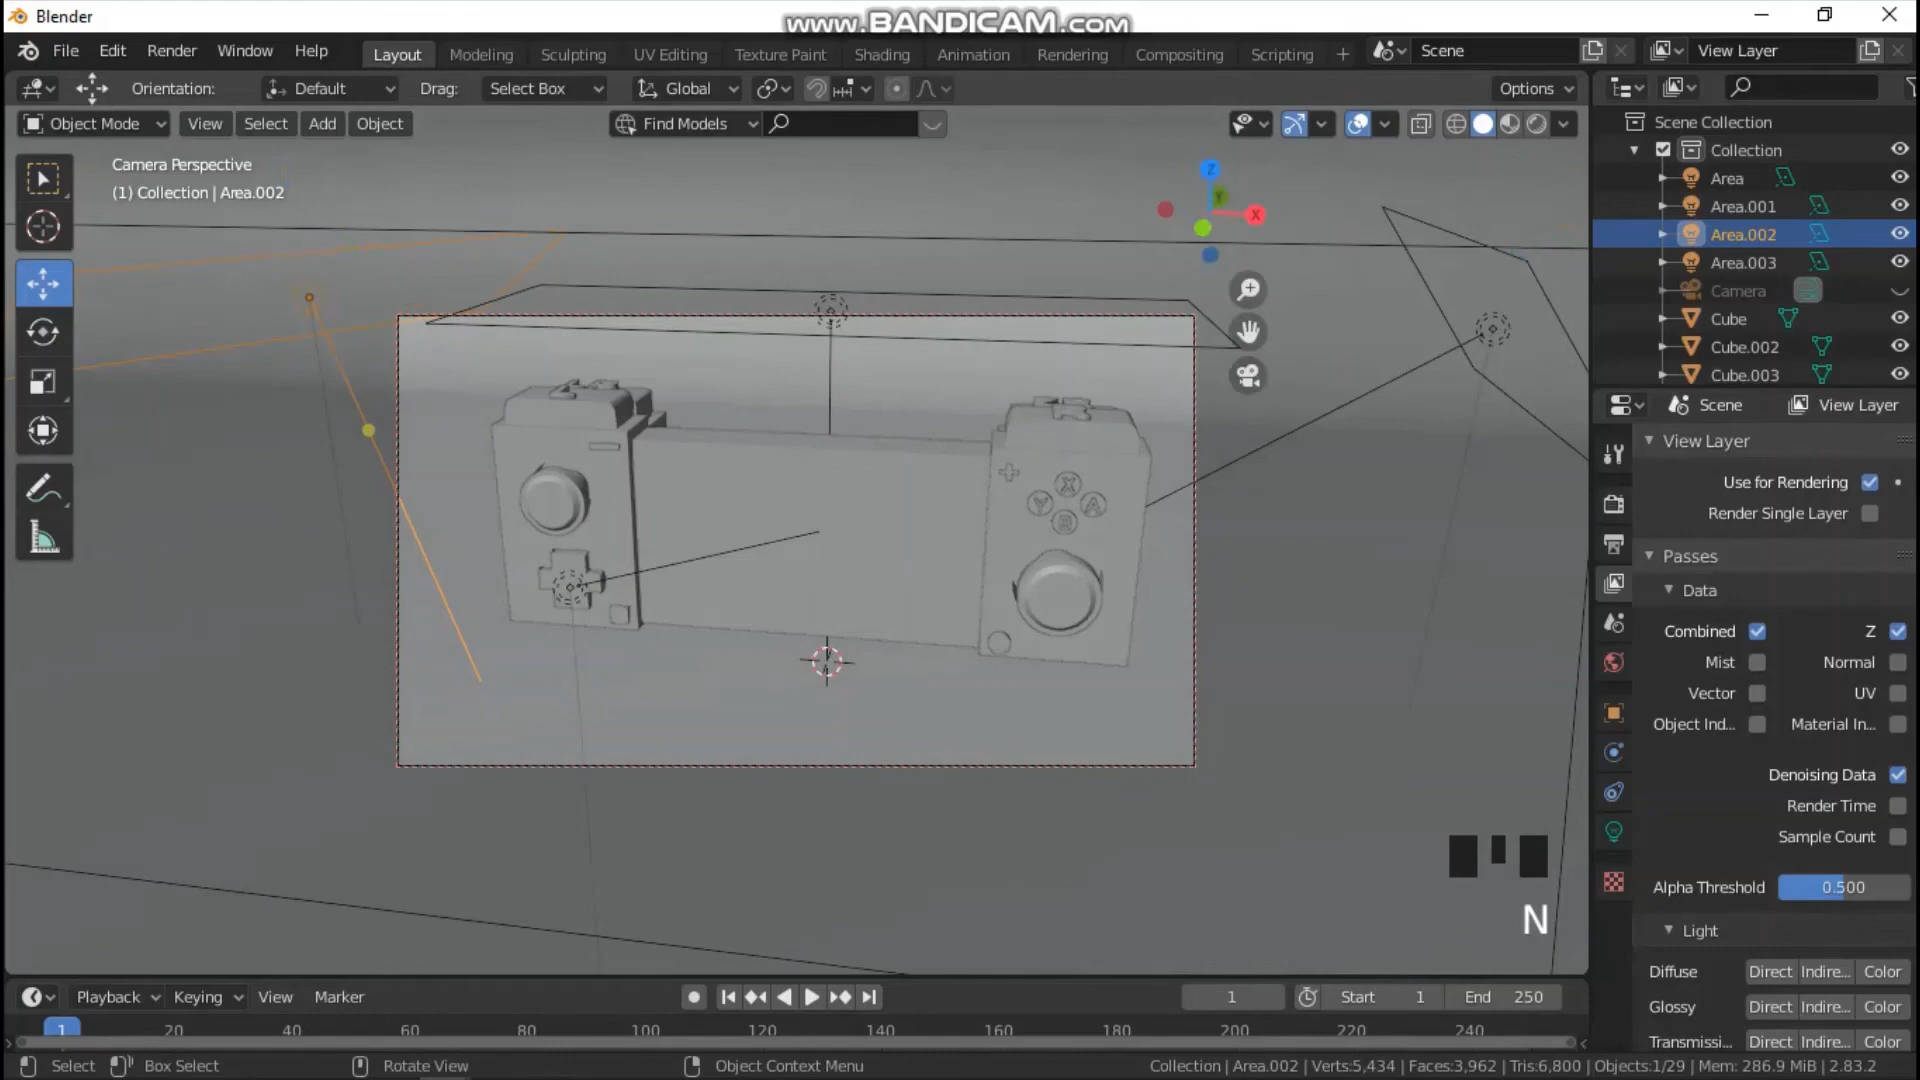 Blender
www.BANDICAM.com
File Edit Render Window Help
Layout Modeling Sculpting UV Editing Texture Paint Shading Animation Rendering Compositing Scripting +
Scene
View Layer
Orientation: Default Drag: Select Box Global Options
Object Mode View Select Add Object Find Models
Camera Perspective
(1) Collection | Area.002
Z
Y
X
X
Y
A
B
N
Scene Collection
Collection
Area
Area.001
Area.002
Area.003
Camera
Cube
Cube.002
Cube.003
Scene View Layer
View Layer
Use for Rendering
Render Single Layer
Passes
Data
Combined Z
Mist Normal
Vector UV
Object Ind... Material In...
Denoising Data
Render Time
Sample Count
Alpha Threshold 0.500
Light
Diffuse Direct Indire... Color
Glossy Direct Indire... Color
Transmissi... Direct Indire... Color
Playback Keying View Marker
1 Start 1 End 250
1 20 40 60 80 100 120 140 160 180 200 220 240
Select Box Select Rotate View Object Context Menu
Collection | Area.002 | Verts:5,434 | Faces:3,962 | Tris:6,800 | Objects:1/29 | Mem: 286.9 MiB | 2.83.2